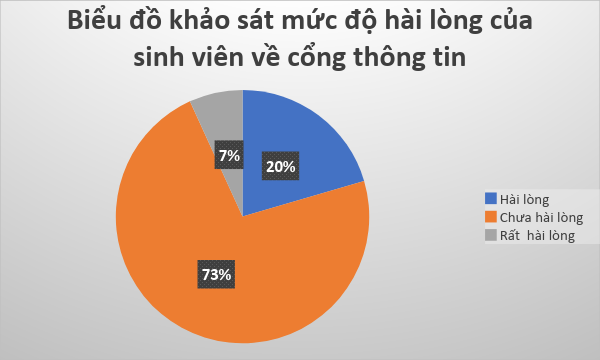 Biểu đồ khảo sát mức độ hài lòng của
sinh viên về cổng thông tin
7%
20%
73%
Hài lòng
Chưa hài lòng
Rất hài lòng